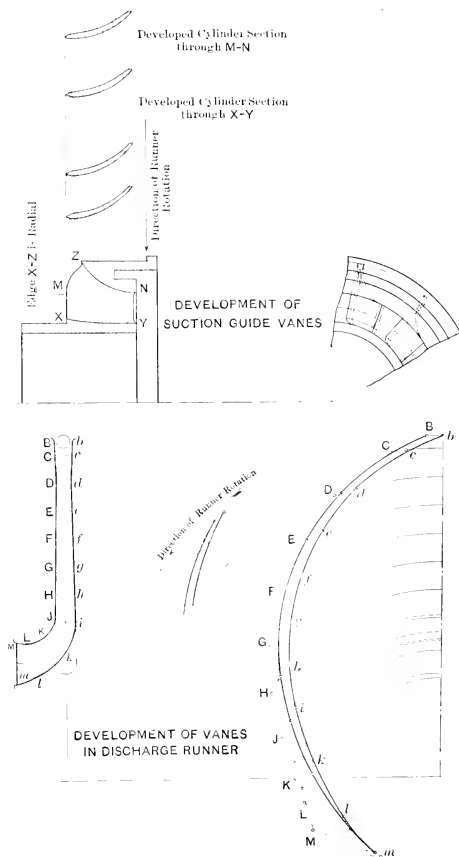 Developed Cylinder Section
through M-N
Developed Cylinder Section
through X-Y
Direction of Runner
Rotation
Edge X-Z is Radial
Z
M
N
X
Y
DEVELOPMENT OF
SUCTION GUIDE VANES
B b
C c
D d
E e
F f
G g
H h
J i
K k
L l
M m
Direction of Runner Rotation
DEVELOPMENT OF VANES
IN DISCHARGE RUNNER
B b
C c
D d
E e
F f
G
H h
J i
K k
L l
M m